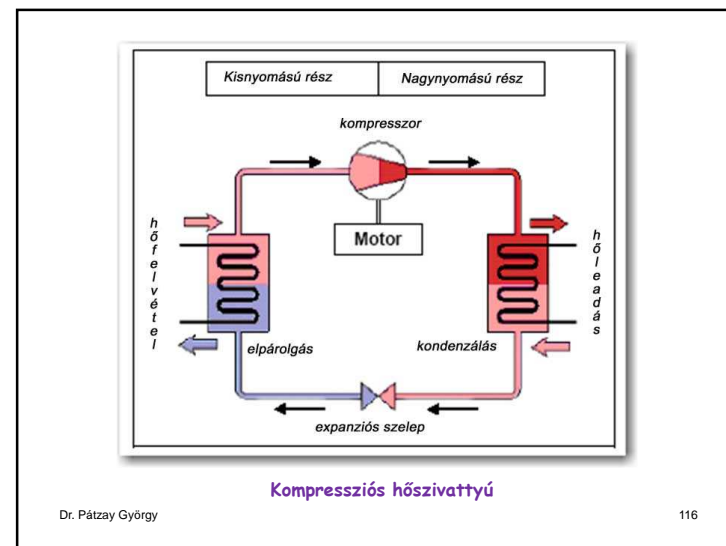 Kisnyomású rész Nagynyomású rész
kompresszor
Motor
hőfelvétel
hőleadás
elpárolgás
kondenzálás
expanziós szelep
Kompressziós hőszivattyú
Dr. Pátzay György 116